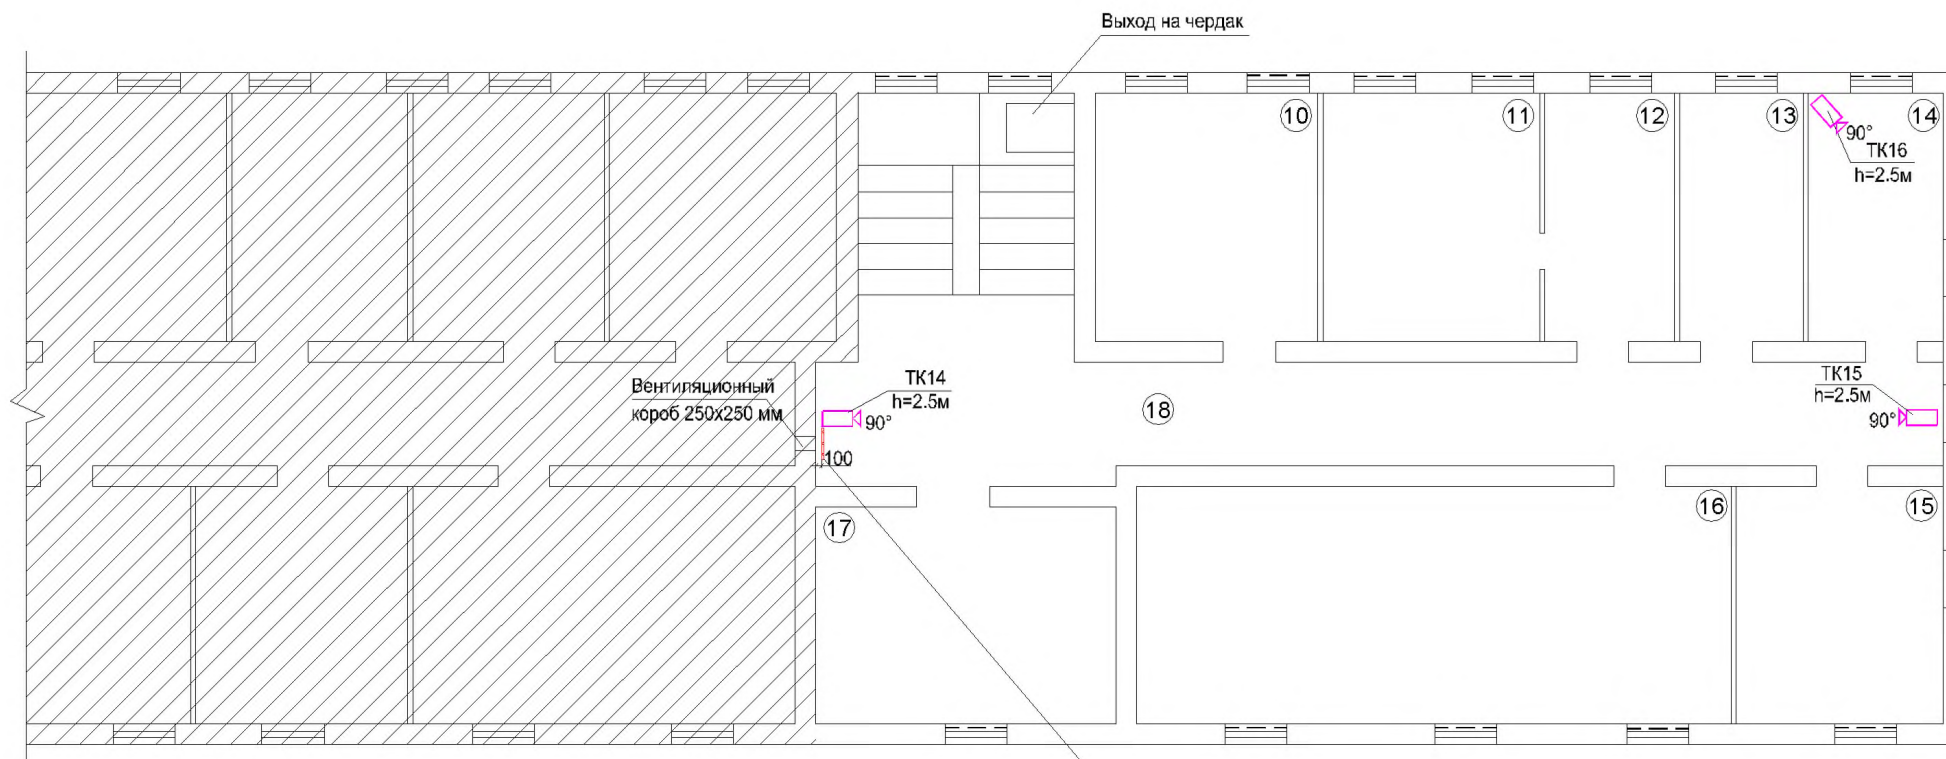 Выход на чердак
10
11
12
13
14
90°
ТК16
h=2.5м
Вентиляционный
короб 250х250 мм
ТК14
h=2.5м
90°
100
18
ТК15
h=2.5м
90°
17
16
15